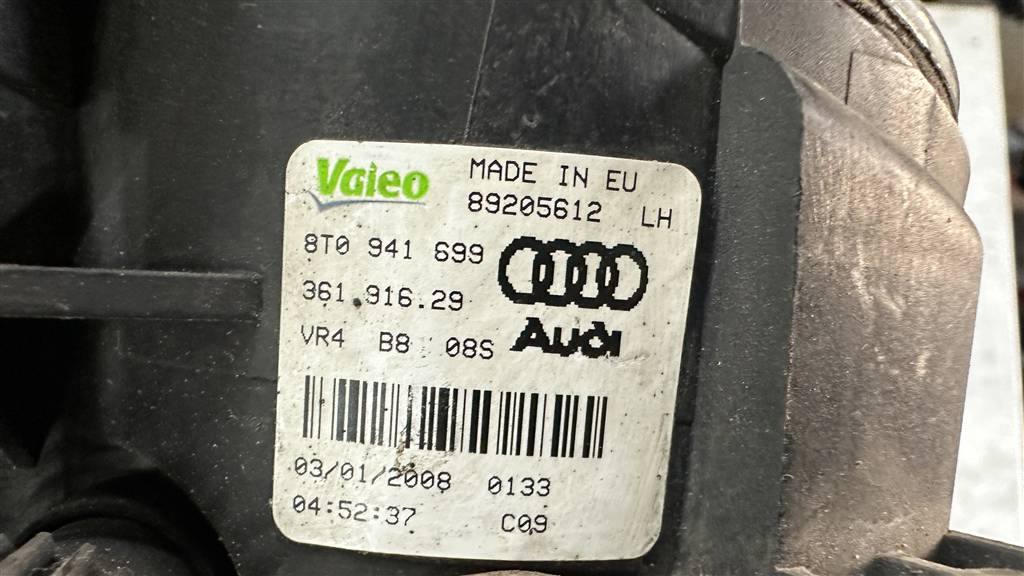 Valeo MADE IN EU
89205612 LH
8T0 941 699
361.916.29
VR4 B8 08S Audi
03/01/2008 0133
04:52:37 C09